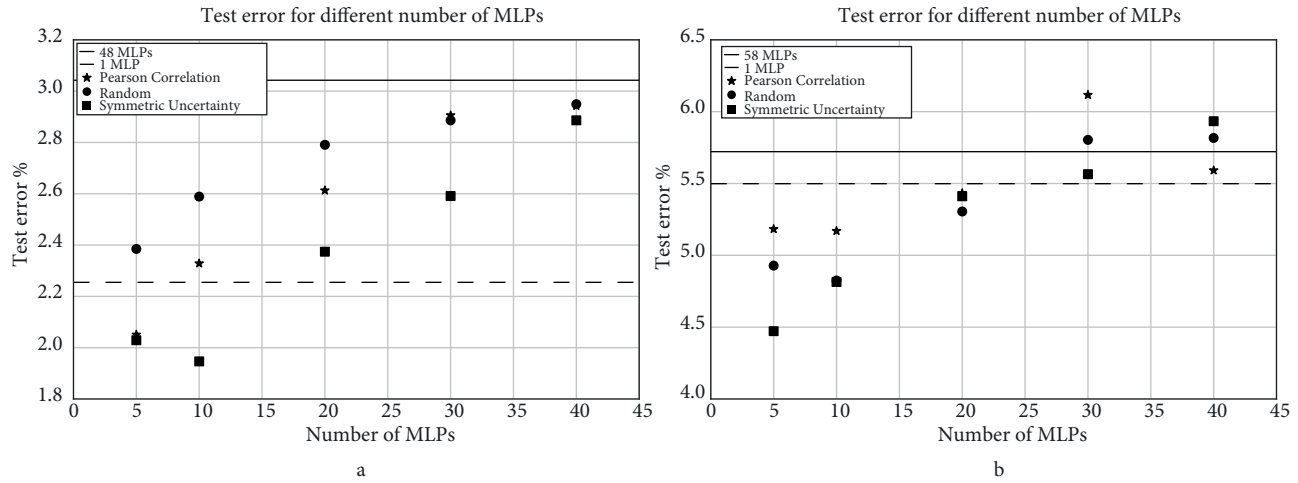 Test error for different number of MLPs
3.2
3.0
2.8
2.6
2.4
2.2
2.0
1.8
Test error %
48 MLPs
1 MLP
Pearson Correlation
Random
Symmetric Uncertainty
0 5 10 15 20 25 30 35 40 45
Number of MLPs
a
Test error for different number of MLPs
6.5
6.0
5.5
5.0
4.5
4.0
Test error %
58 MLPs
1 MLP
Pearson Correlation
Random
Symmetric Uncertainty
0 5 10 15 20 25 30 35 40 45
Number of MLPs
b